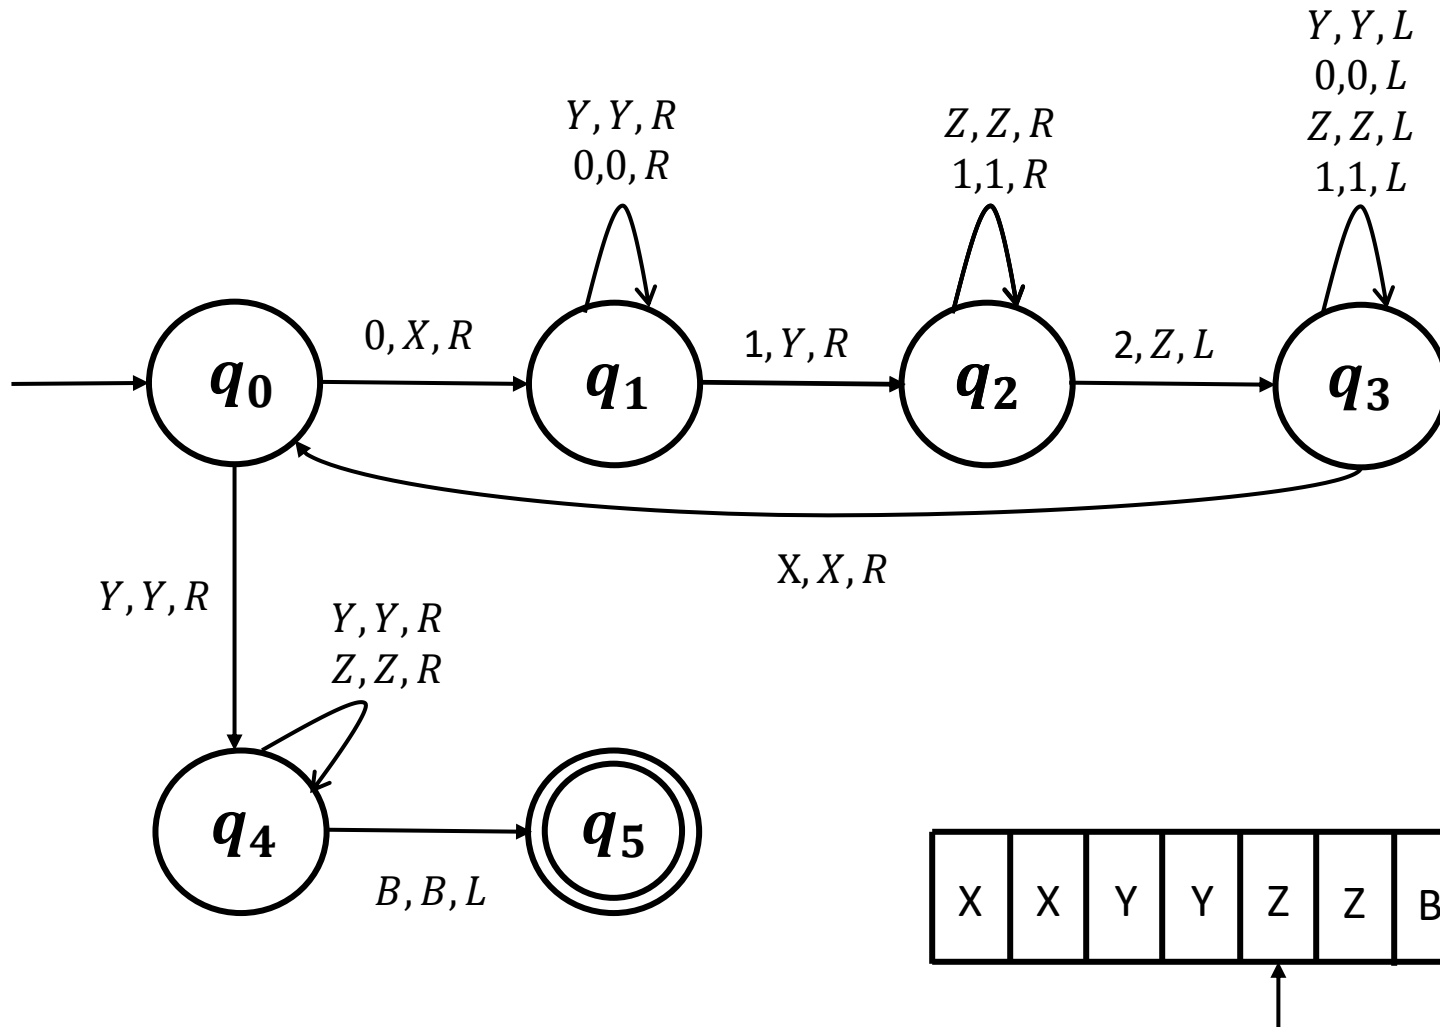 Y, Y, L
0,0, L
Z, Z, L
1,1, L
Y, Y, R
0,0, R
Z, Z, R
1,1, R
0, X, R
1, Y, R
2, Z, L
q0
q1
q2
q3
X, X, R
Y, Y, R
Y, Y, R
Z, Z, R
q4
q5
B, B, L
X X Y Y Z Z B